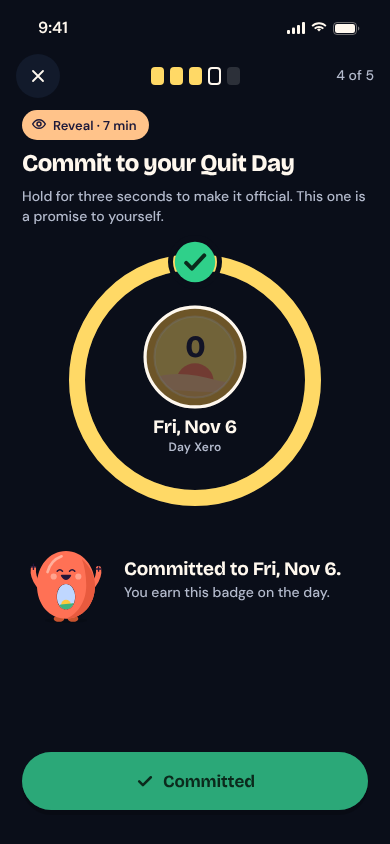 9:41
4 of 5
Reveal · 7 min
Commit to your Quit Day
Hold for three seconds to make it official. This one is
a promise to yourself.
0
Fri, Nov 6
Day Xero
Committed to Fri, Nov 6.
You earn this badge on the day.
Committed